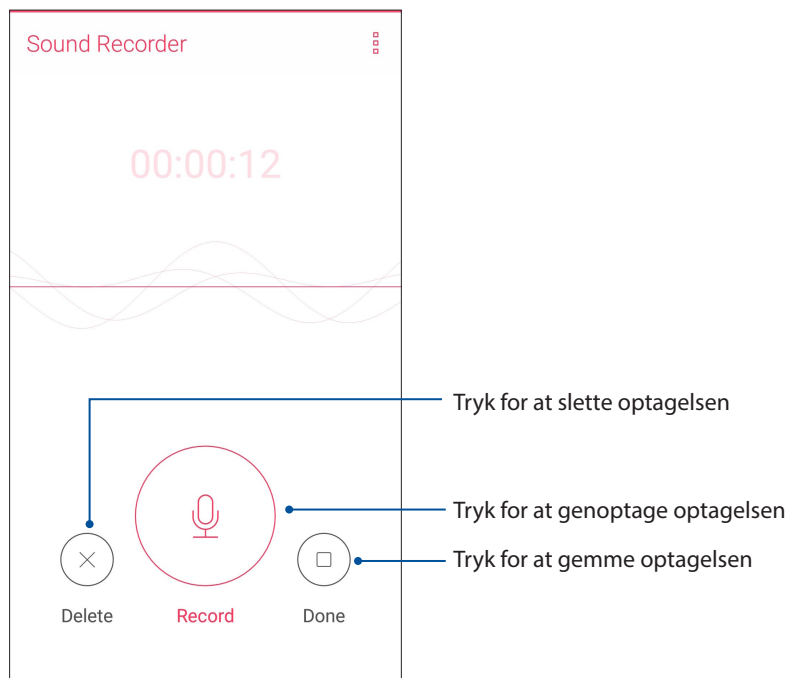 Sound Recorder
00:00:12
Tryk for at slette optagelsen
Tryk for at genoptage optagelsen
Tryk for at gemme optagelsen
Delete Record Done